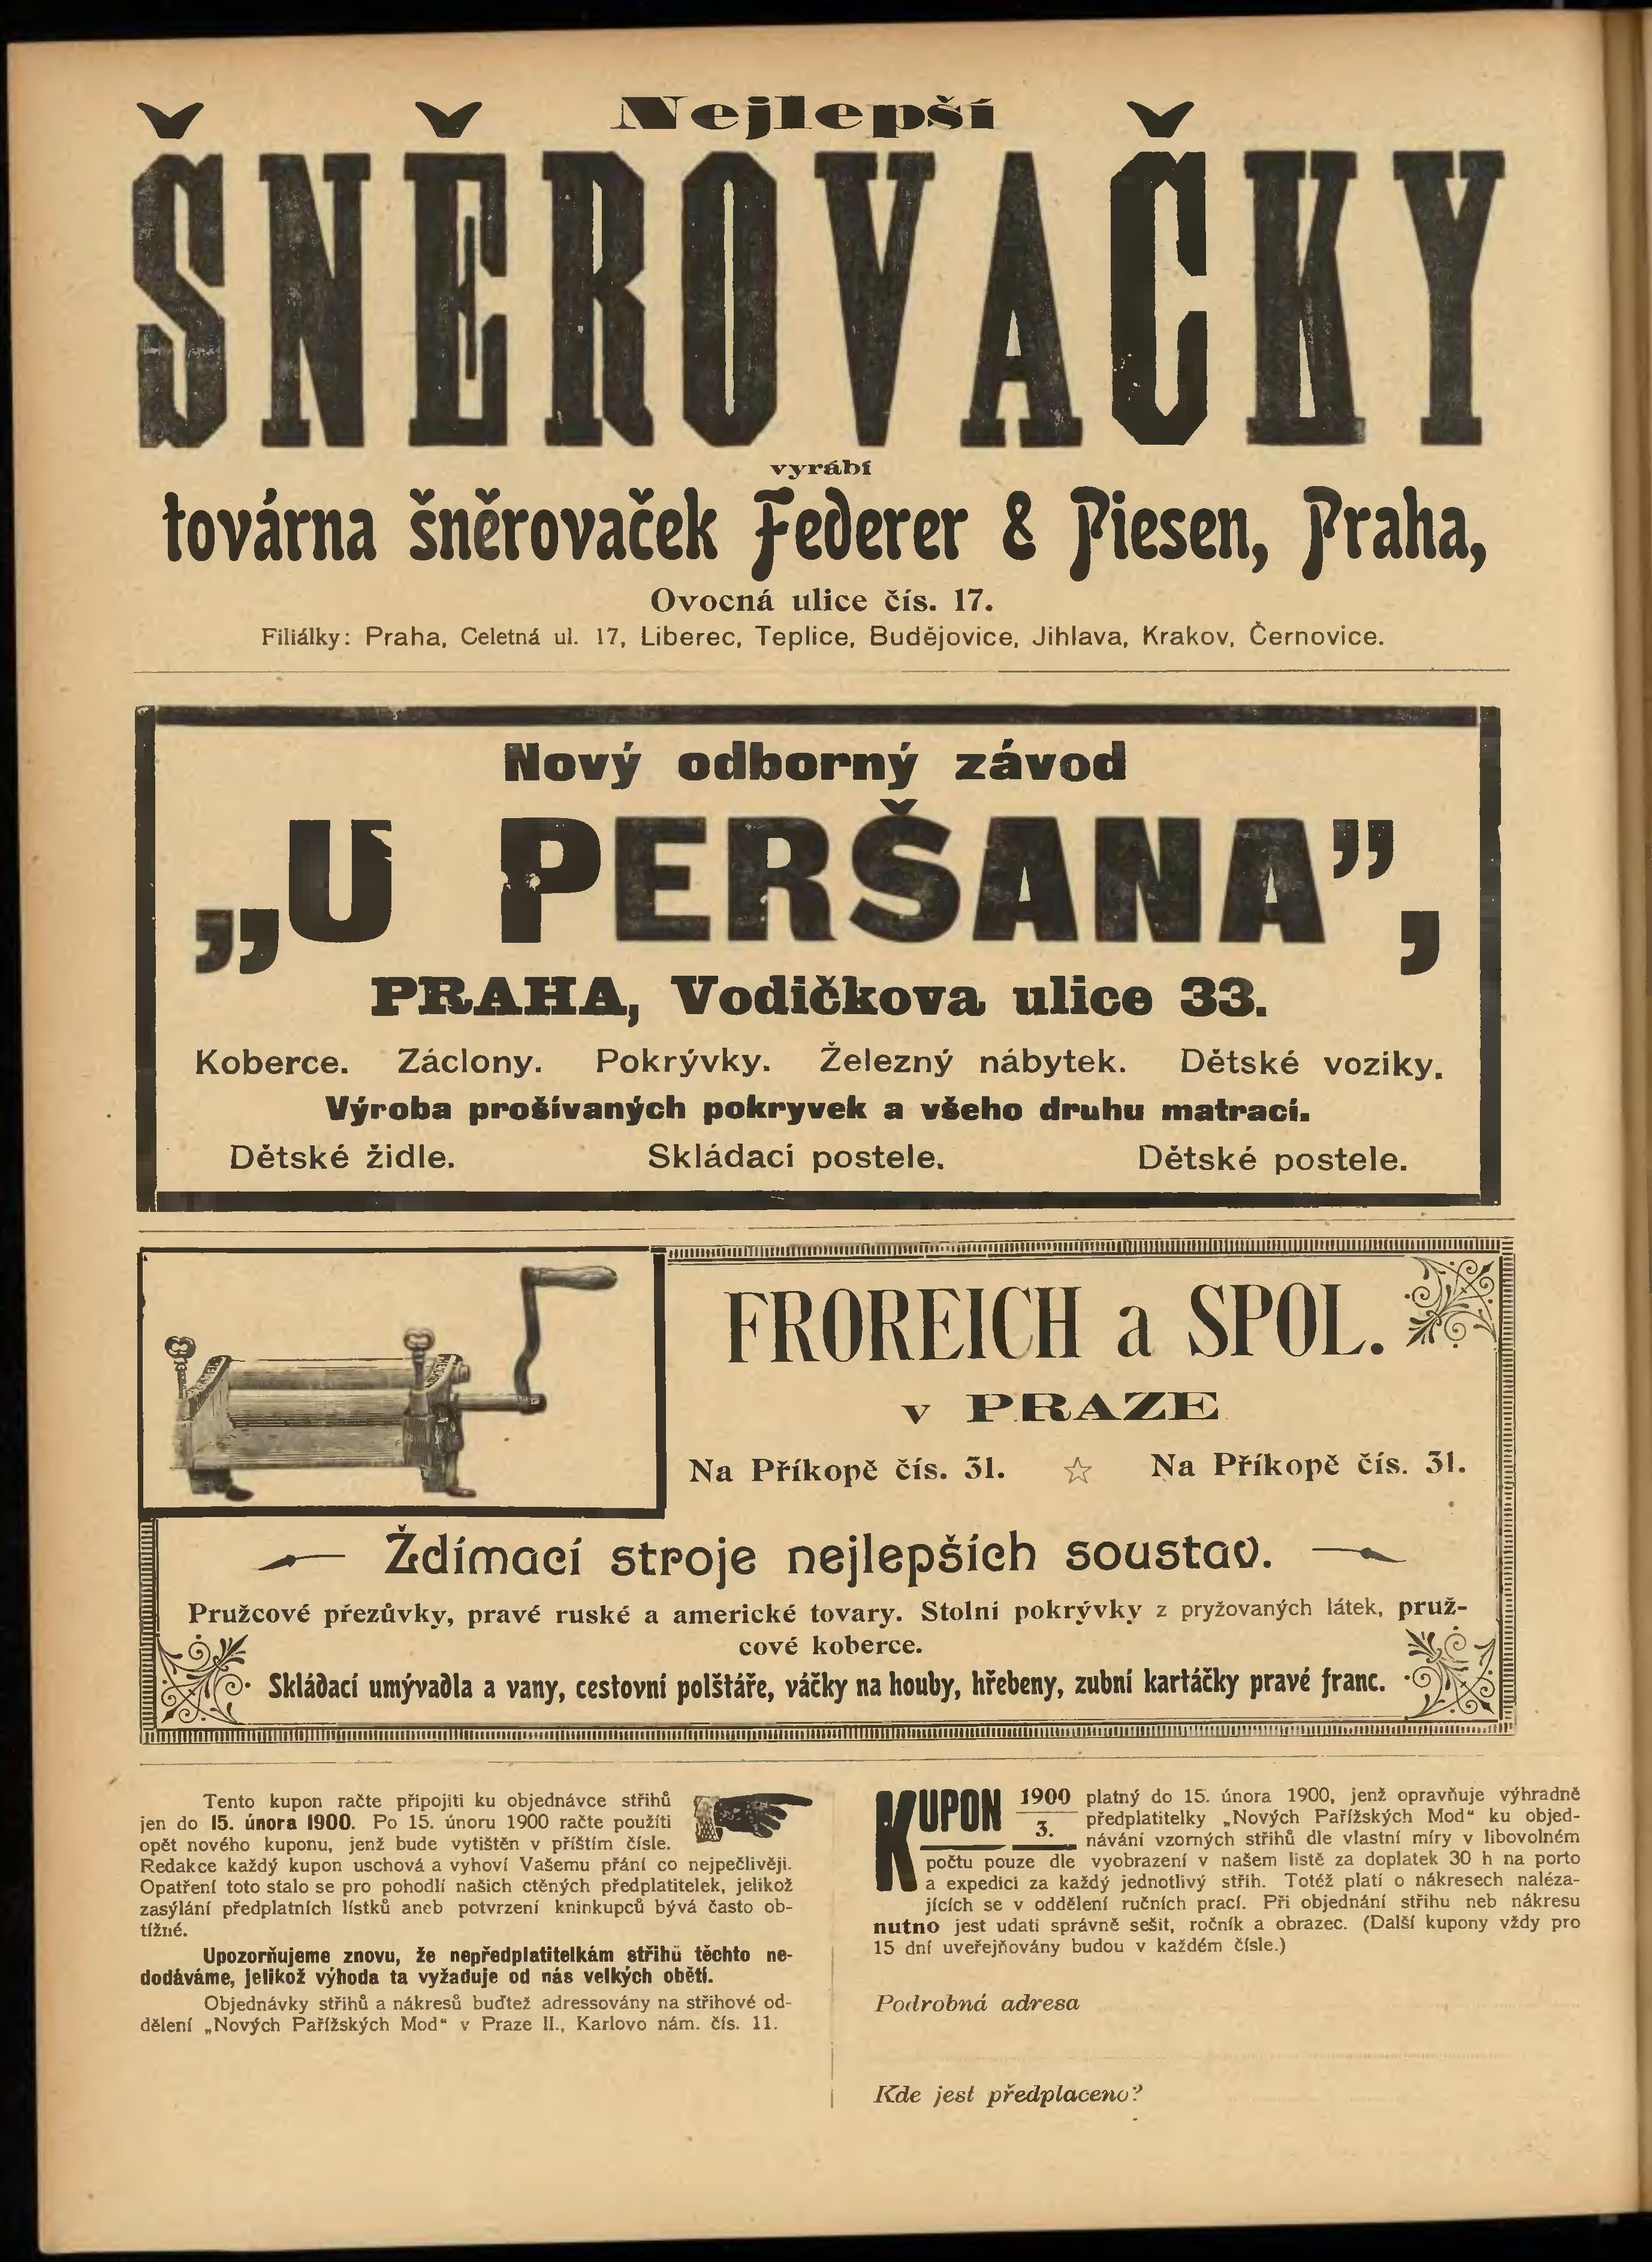 Nejlepší
ŠNĚROVAČKY
vyrábí
továrna šněrovaček Federer & Piesen, Praha,
Ovocná ulice čís. 17.
Filiálky: Praha, Celetná ul. 17, Liberec, Teplice, Budějovice, Jihlava, Krakov, Černovice.
Nový odborný závod
„U PERŠANA”,
PRAHA, Vodičkova ulice 33.
Koberce. Záclony. Pokrývky. Železný nábytek. Dětské voziky.
Výroba prošívaných pokryvek a všeho druhu matrací.
Dětské židle. Skládaci postele. Dětské postele.
FROREICH a SPOL.
v PRAZE
Na Příkopě čís. 31. ☆ Na Příkopě čís. 31.
Ždímací stroje nejlepších soustav.
Pružcové přezůvky, pravé ruské a americké tovary. Stolní pokrývky z pryžovaných látek, pruž-
cové koberce.
Skládací umývadla a vany, cestovní polštáře, váčky na houby, hřebeny, zubní kartáčky pravé franc.
Tento kupon račte připojiti ku objednávce střihů
jen do 15. února 1900. Po 15. únoru 1900 račte použíti
opět nového kuponu, jenž bude vytištěn v příštím čísle.
Redakce každý kupon uschová a vyhoví Vašemu přání co nejpečlivěji.
Opatření toto stalo se pro pohodlí našich ctěných předplatitelek, jelikož
zasýlání předplatních lístků aneb potvrzení kninkupců bývá často ob-
tížné.
Upozorňujeme znovu, že nepředplatitelkám střihů těchto ne-
dodáváme, jelikož výhoda ta vyžaduje od nás velkých obětí.
Objednávky střihů a nákresů buďtež adressovány na střihové od-
dělení „Nových Pařížských Mod“ v Praze II., Karlovo nám. čís. 11.
KUPON 1900 3. platný do 15. února 1900, jenž opravňuje výhradně
předplatitelky „Nových Pařížských Mod“ ku objed-
návání vzorných střihů dle vlastní míry v libovolném
počtu pouze dle vyobrazení v našem listě za doplatek 30 h na porto
a expedici za každý jednotlivý střih. Totéž platí o nákresech naléza-
jících se v oddělení ručních prací. Při objednání střihu neb nákresu
nutno jest udati správně sešit, ročník a obrazec. (Další kupony vždy pro
15 dní uveřejňovány budou v každém čísle.)
Podrobná adresa
Kde jest předplaceno?